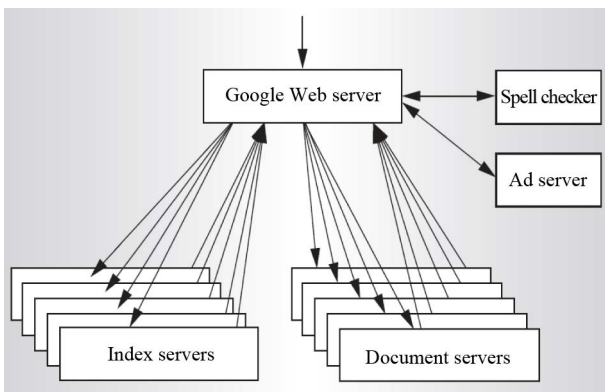 Google Web server
Spell checker
Ad server
Index servers
Document servers